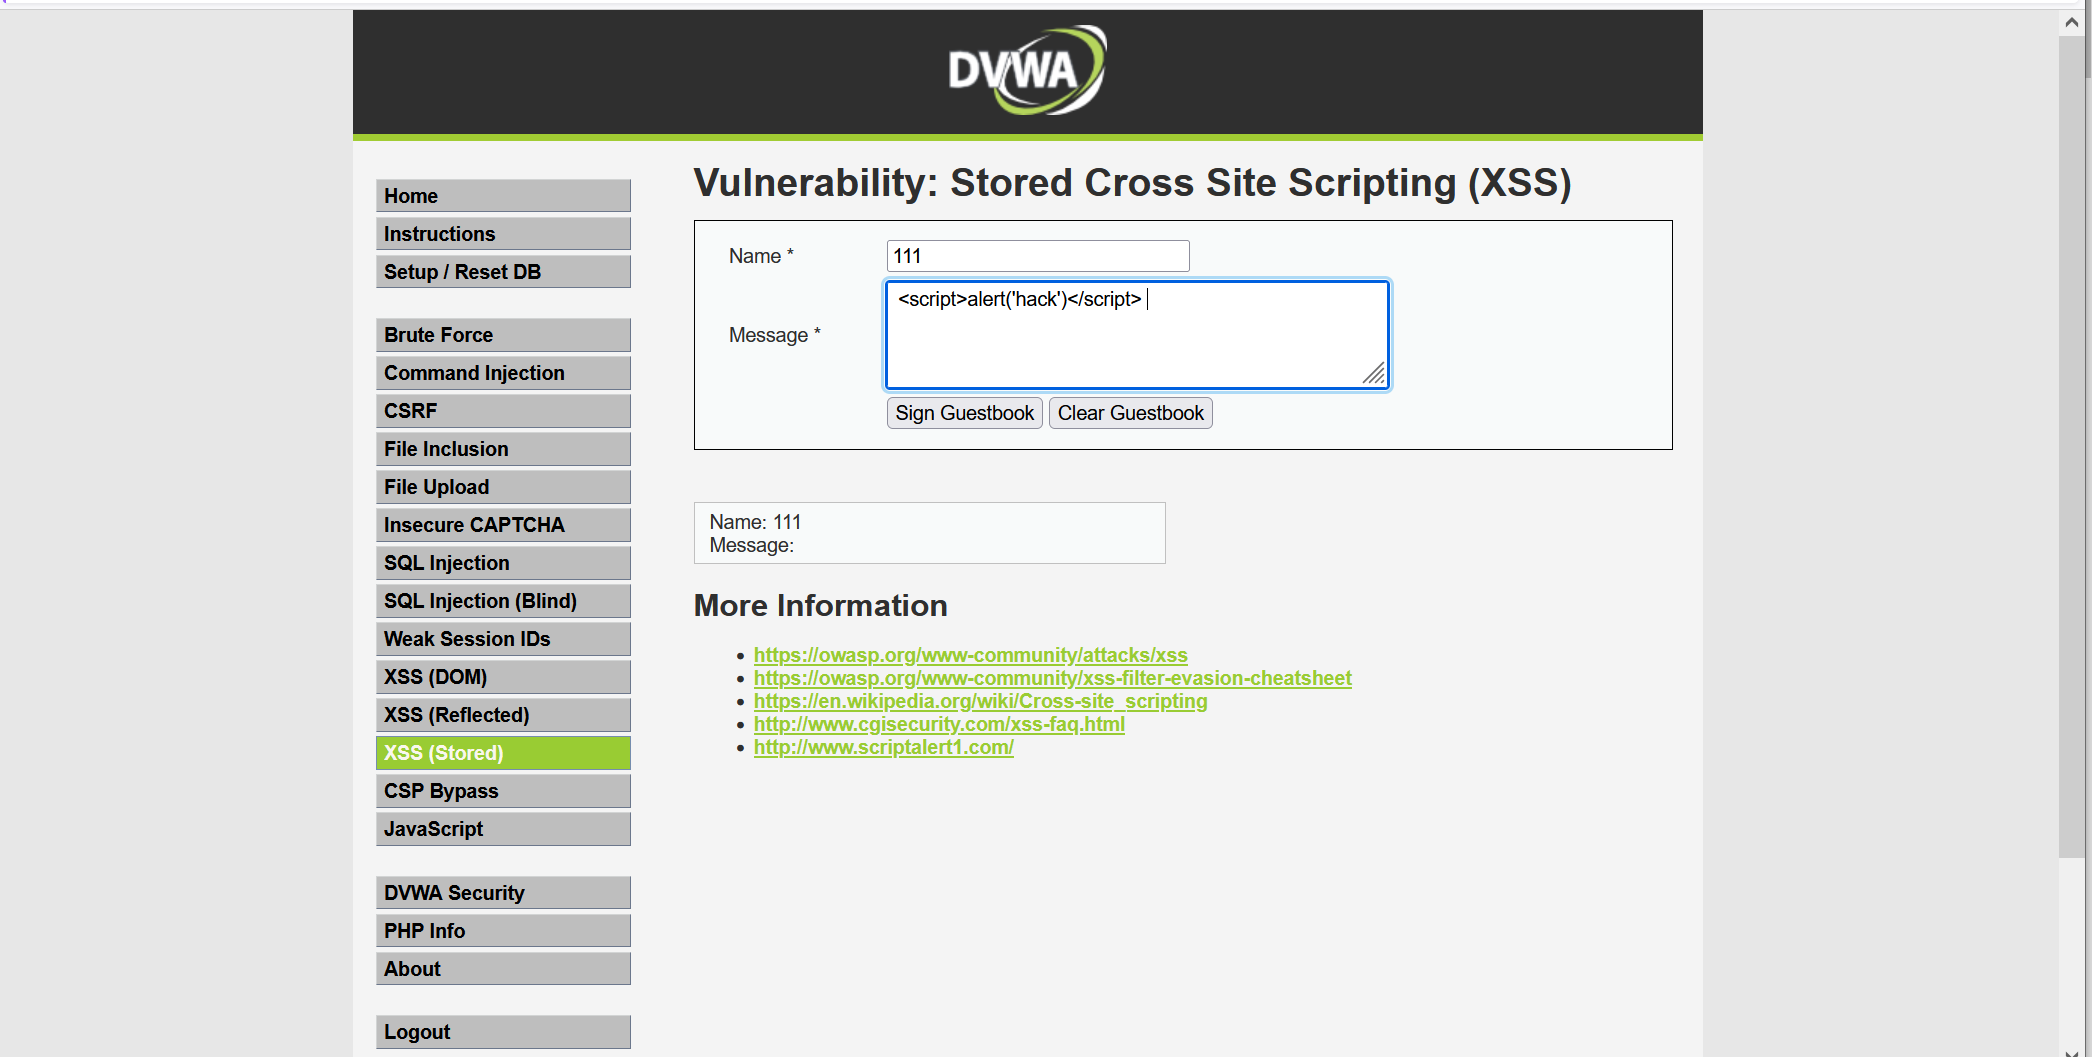 DVWA
Home
Instructions
Setup / Reset DB
Brute Force
Command Injection
CSRF
File Inclusion
File Upload
Insecure CAPTCHA
SQL Injection
SQL Injection (Blind)
Weak Session IDs
XSS (DOM)
XSS (Reflected)
XSS (Stored)
CSP Bypass
JavaScript
DVWA Security
PHP Info
About
Logout
Vulnerability: Stored Cross Site Scripting (XSS)
Name * 111
Message * <script>alert('hack')</script>
Sign Guestbook Clear Guestbook
Name: 111
Message:
More Information
https://owasp.org/www-community/attacks/xss
https://owasp.org/www-community/xss-filter-evasion-cheatsheet
https://en.wikipedia.org/wiki/Cross-site_scripting
http://www.cgisecurity.com/xss-faq.html
http://www.scriptalert1.com/